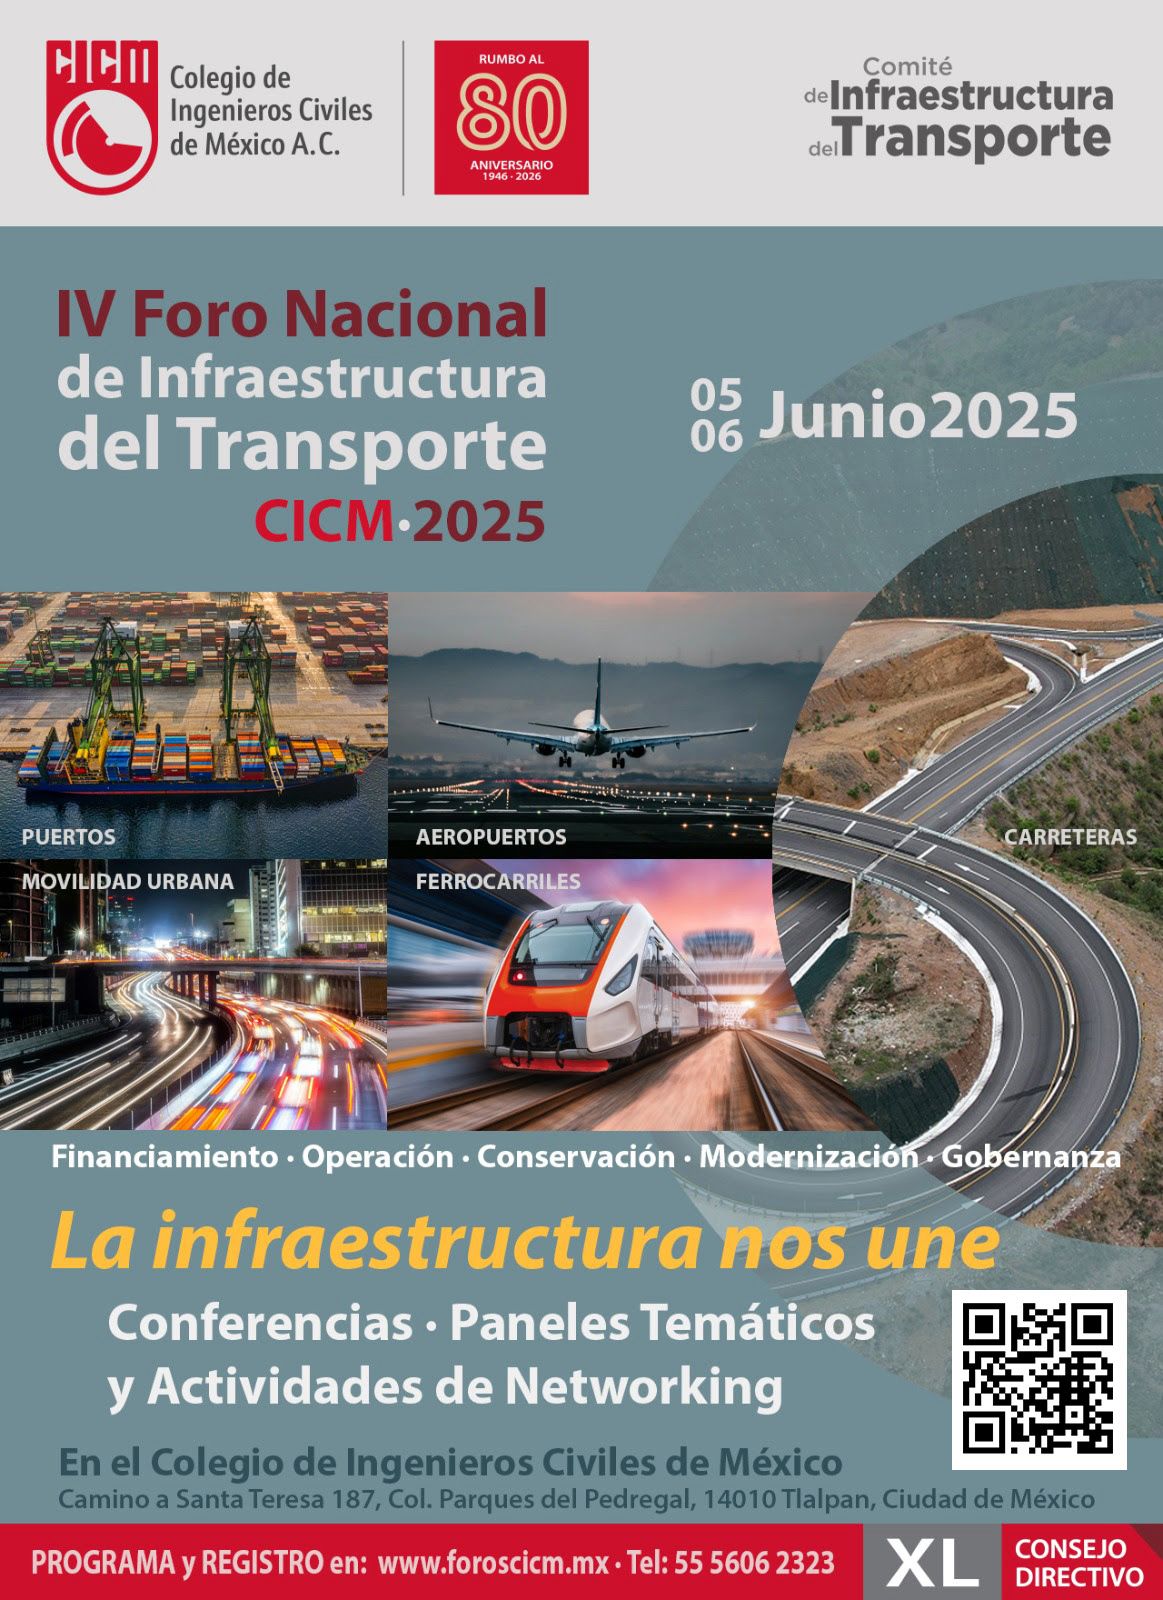 CICM
Colegio de
Ingenieros Civiles
de México A.C.
RUMBO AL
80
ANIVERSARIO
1946 · 2026
Comité
de Infraestructura
del Transporte
IV Foro Nacional
de Infraestructura
del Transporte
CICM·2025
05
06
Junio2025
PUERTOS
AEROPUERTOS
CARRETERAS
MOVILIDAD URBANA
FERROCARRILES
Financiamiento · Operación · Conservación · Modernización · Gobernanza
La infraestructura nos une
Conferencias · Paneles Temáticos
y Actividades de Networking
En el Colegio de Ingenieros Civiles de México
Camino a Santa Teresa 187, Col. Parques del Pedregal, 14010 Tlalpan, Ciudad de México
PROGRAMA y REGISTRO en: www.foroscicm.mx · Tel: 55 5606 2323
XL
CONSEJO
DIRECTIVO